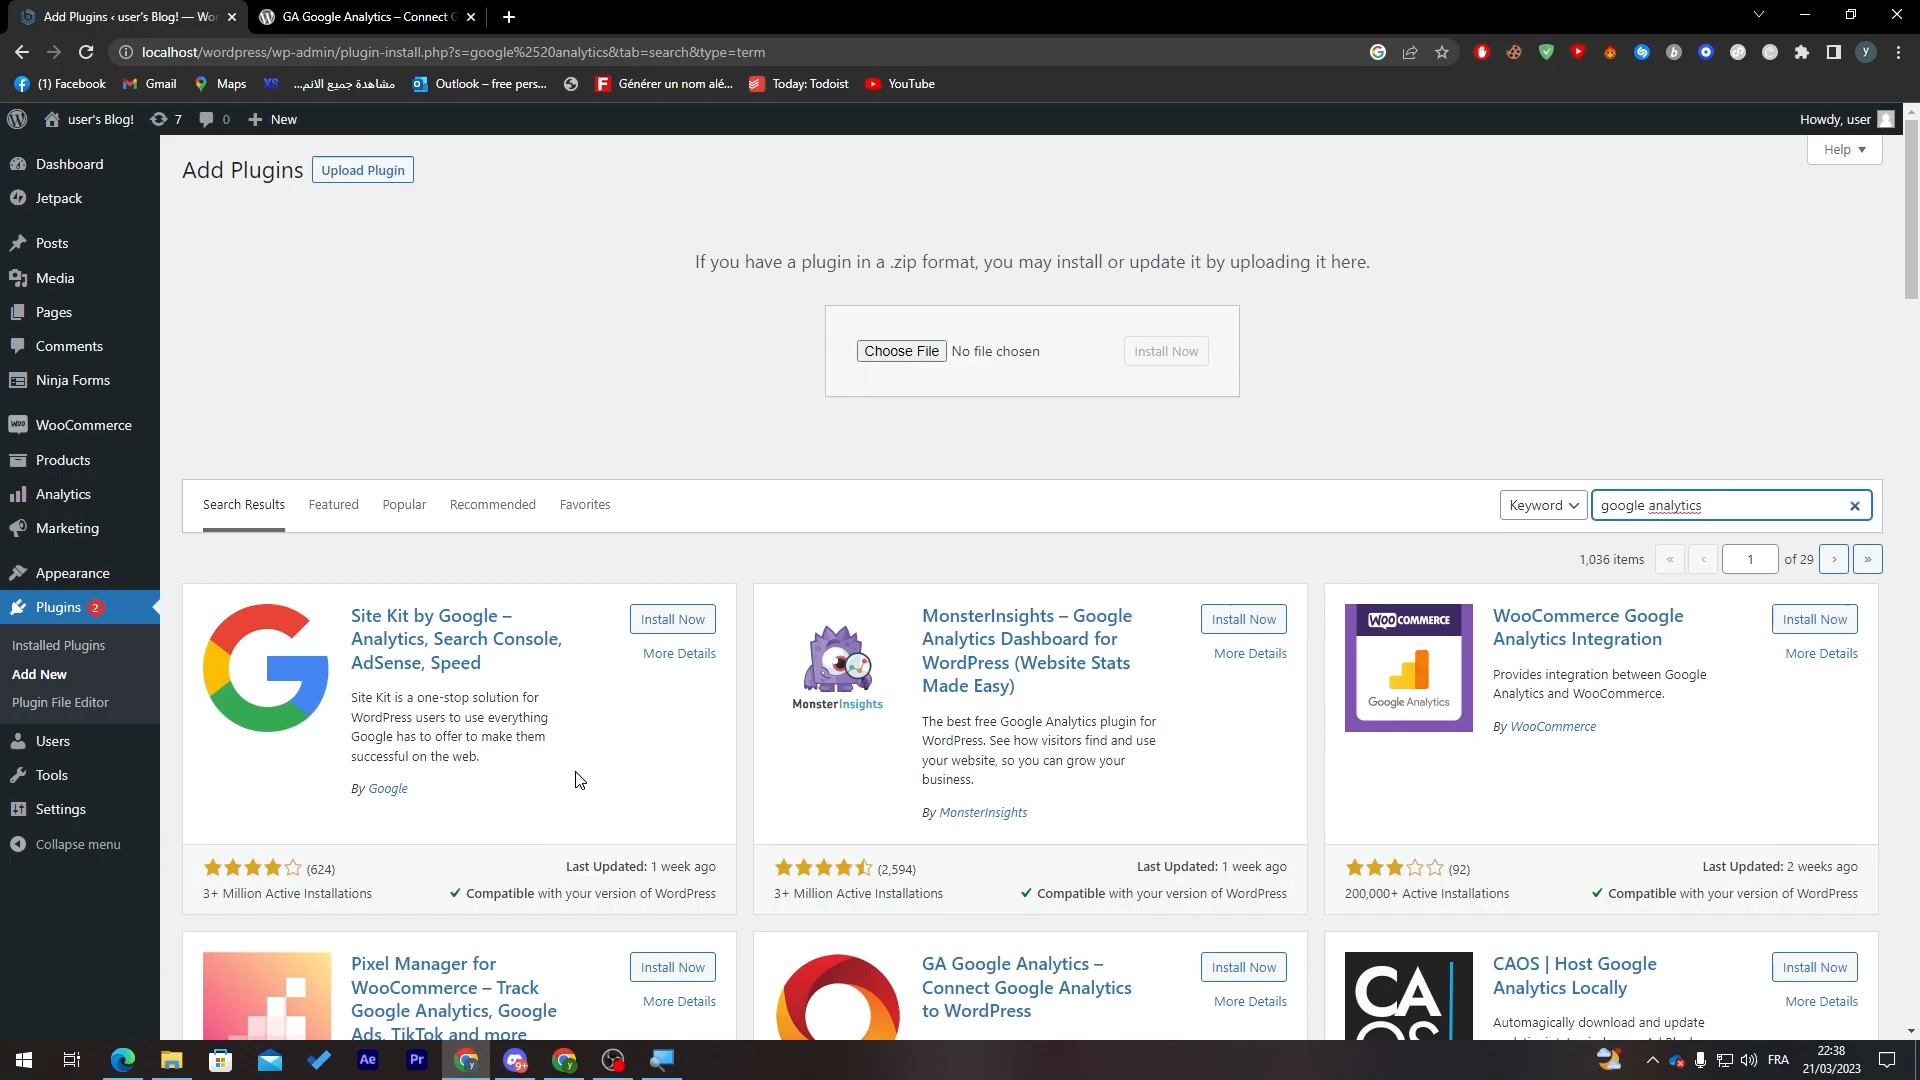 Add Plugins ‹ user's Blog! — Wor
GA Google Analytics – Connect G
localhost/wordpress/wp-admin/plugin-install.php?s=google%2520analytics&tab=search&type=term
(1) Facebook
Gmail
Maps
XS
مشاهدة جميع الانم...
Outlook – free pers...
Générer un nom alé...
Today: Todoist
YouTube
user's Blog!
7
0
New
Howdy, user
Dashboard
Jetpack
Posts
Media
Pages
Comments
Ninja Forms
WooCommerce
Products
Analytics
Marketing
Appearance
Plugins 2
Installed Plugins
Add New
Plugin File Editor
Users
Tools
Settings
Collapse menu
Add Plugins
Upload Plugin
Help
If you have a plugin in a .zip format, you may install or update it by uploading it here.
Choose File No file chosen
Install Now
Search Results
Featured
Popular
Recommended
Favorites
Keyword
google analytics
1,036 items
«
‹
1
of 29
›
»
Site Kit by Google –
Analytics, Search Console,
AdSense, Speed
Install Now
More Details
Site Kit is a one-stop solution for
WordPress users to use everything
Google has to offer to make them
successful on the web.
By Google
(624)
3+ Million Active Installations
Last Updated: 1 week ago
Compatible with your version of WordPress
MonsterInsights
MonsterInsights – Google
Analytics Dashboard for
WordPress (Website Stats
Made Easy)
Install Now
More Details
The best free Google Analytics plugin for
WordPress. See how visitors find and use
your website, so you can grow your
business.
By MonsterInsights
(2,594)
3+ Million Active Installations
Last Updated: 1 week ago
Compatible with your version of WordPress
WOO COMMERCE
Google Analytics
WooCommerce Google
Analytics Integration
Install Now
More Details
Provides integration between Google
Analytics and WooCommerce.
By WooCommerce
(92)
200,000+ Active Installations
Last Updated: 2 weeks ago
Compatible with your version of WordPress
Pixel Manager for
WooCommerce – Track
Google Analytics, Google
Ads, TikTok and more
Install Now
More Details
GA Google Analytics –
Connect Google Analytics
to WordPress
Install Now
More Details
CA
OS
CAOS | Host Google
Analytics Locally
Install Now
More Details
Automagically download and update
Ae
Pr
9+
FRA
22:38
21/03/2023